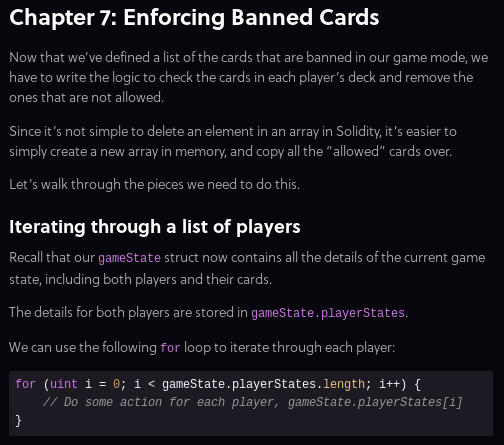 Chapter 7: Enforcing Banned Cards
Now that we've defined a list of the cards that are banned in our game mode, we
have to write the logic to check the cards in each player's deck and remove the
ones that are not allowed.
Since it's not simple to delete an element in an array in Solidity, it's easier to
simply create a new array in memory, and copy all the "allowed" cards over.
Let's walk through the pieces we need to do this.
Iterating through a list of players
Recall that our gameState struct now contains all the details of the current game
state, including both players and their cards.
The details for both players are stored in gameState.playerStates.
We can use the following for loop to iterate through each player:
for (uint i = 0; i < gameState.playerStates.length; i++) {
    // Do some action for each player, gameState.playerStates[i]
}